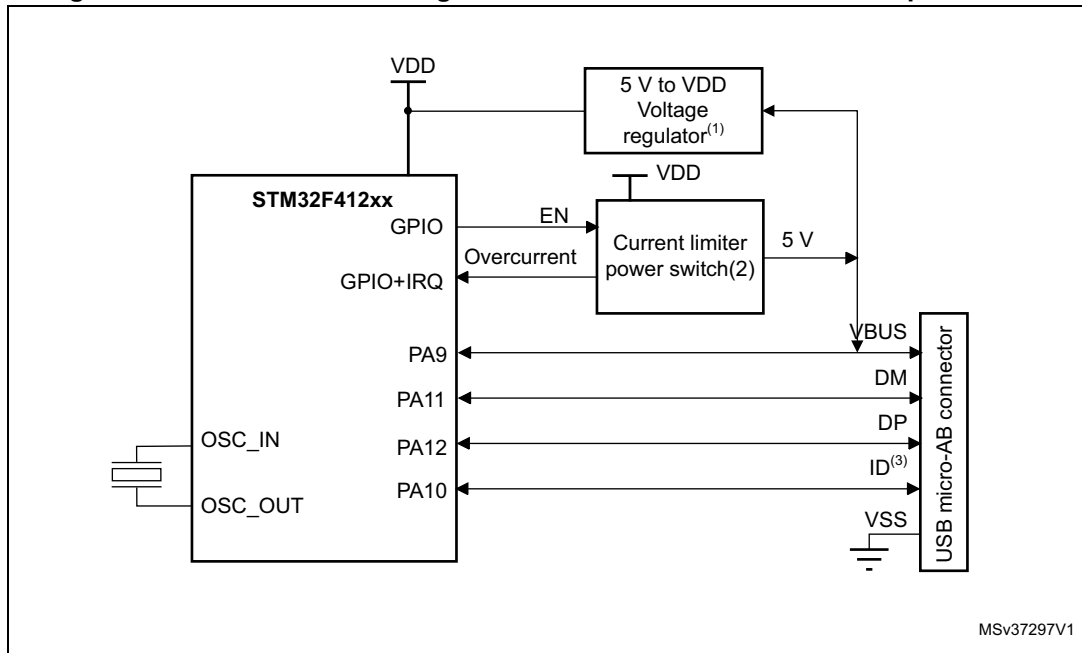 VDD
5 V to VDD
Voltage
regulator(1)
VDD
STM32F412xx
GPIO
EN
Current limiter
power switch(2)
5 V
Overcurrent
GPIO+IRQ
VBUS
PA9
DM
PA11
DP
PA12
OSC_IN
ID(3)
PA10
OSC_OUT
VSS
USB micro-AB connector
MSv37297V1